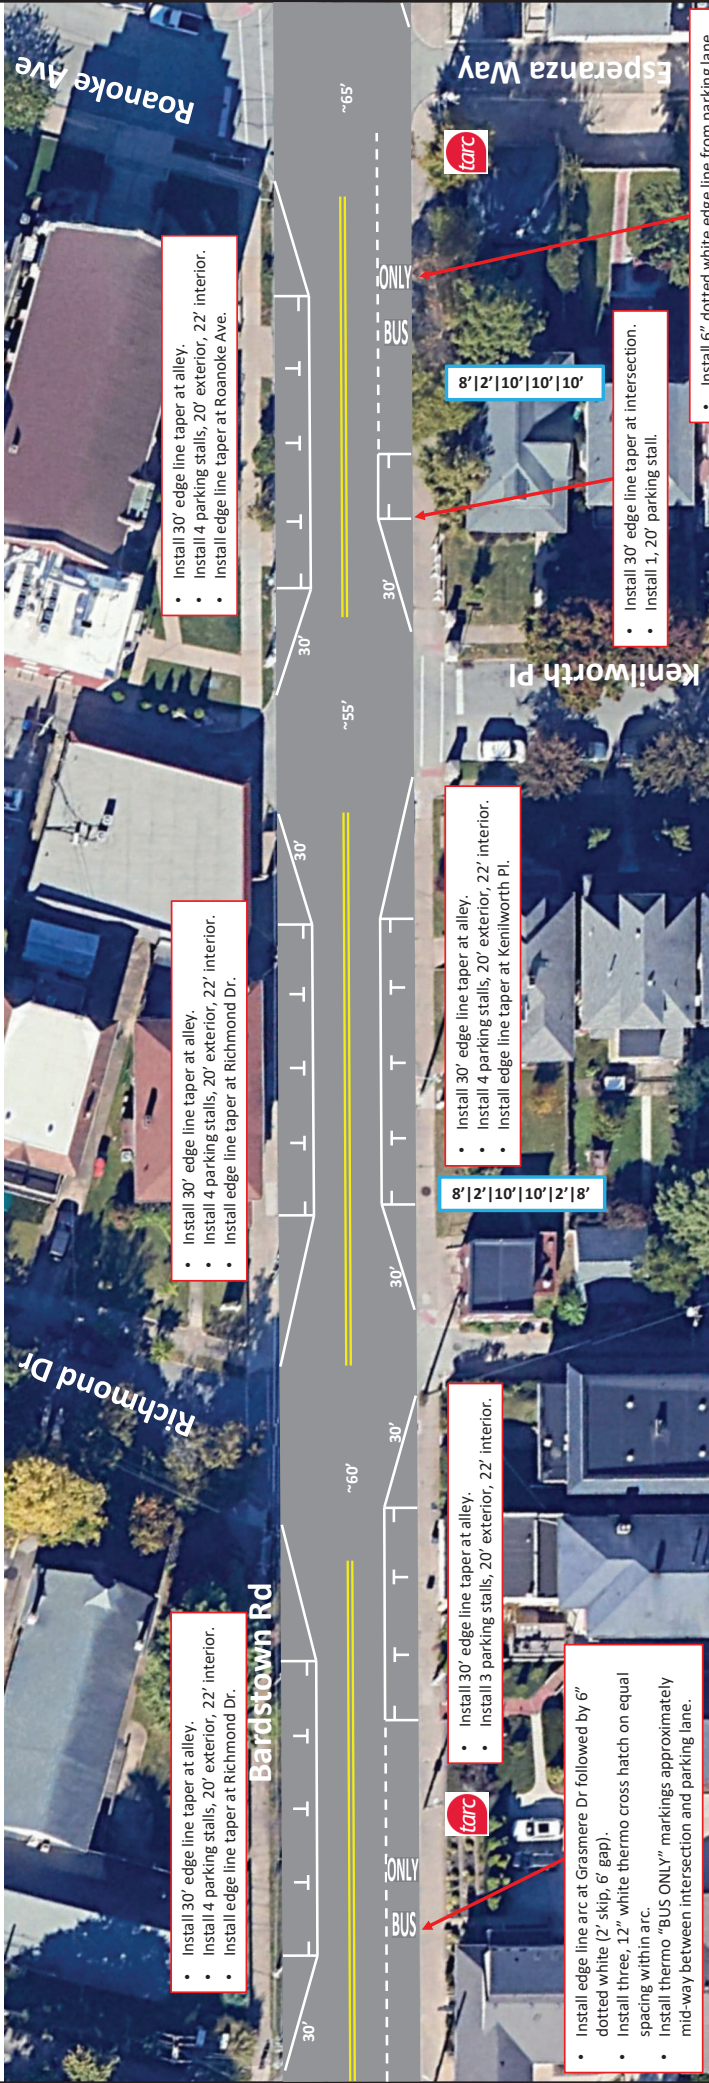 Roanoke Ave
Esperanza Way
~65'
tarc
• Install 30' edge line taper at alley.
• Install 4 parking stalls, 20' exterior, 22' interior.
• Install edge line taper at Roanoke Ave.
ONLY
BUS
8'|2'|10'|10'|10'
• Install 6" dotted white edge line from parking lane
• Install 30' edge line taper at intersection.
• Install 1, 20' parking stall.
30'
30'
Kenilworth Pl
~55'
30'
• Install 30' edge line taper at alley.
• Install 4 parking stalls, 20' exterior, 22' interior.
• Install edge line taper at Richmond Dr.
• Install 30' edge line taper at alley.
• Install 4 parking stalls, 20' exterior, 22' interior.
• Install edge line taper at Kenilworth Pl.
8'|2'|10'|10'|2'|8'
30'
Richmond Dr
~60'
30'
Bardstown Rd
• Install 30' edge line taper at alley.
• Install 4 parking stalls, 20' exterior, 22' interior.
• Install edge line taper at Richmond Dr.
• Install 30' edge line taper at alley.
• Install 3 parking stalls, 20' exterior, 22' interior.
tarc
ONLY
BUS
30'
• Install edge line arc at Grasmere Dr followed by 6"
dotted white (2' skip, 6' gap).
• Install three, 12" white thermo cross hatch on equal
spacing within arc.
• Install thermo "BUS ONLY" markings approximately
mid-way between intersection and parking lane.